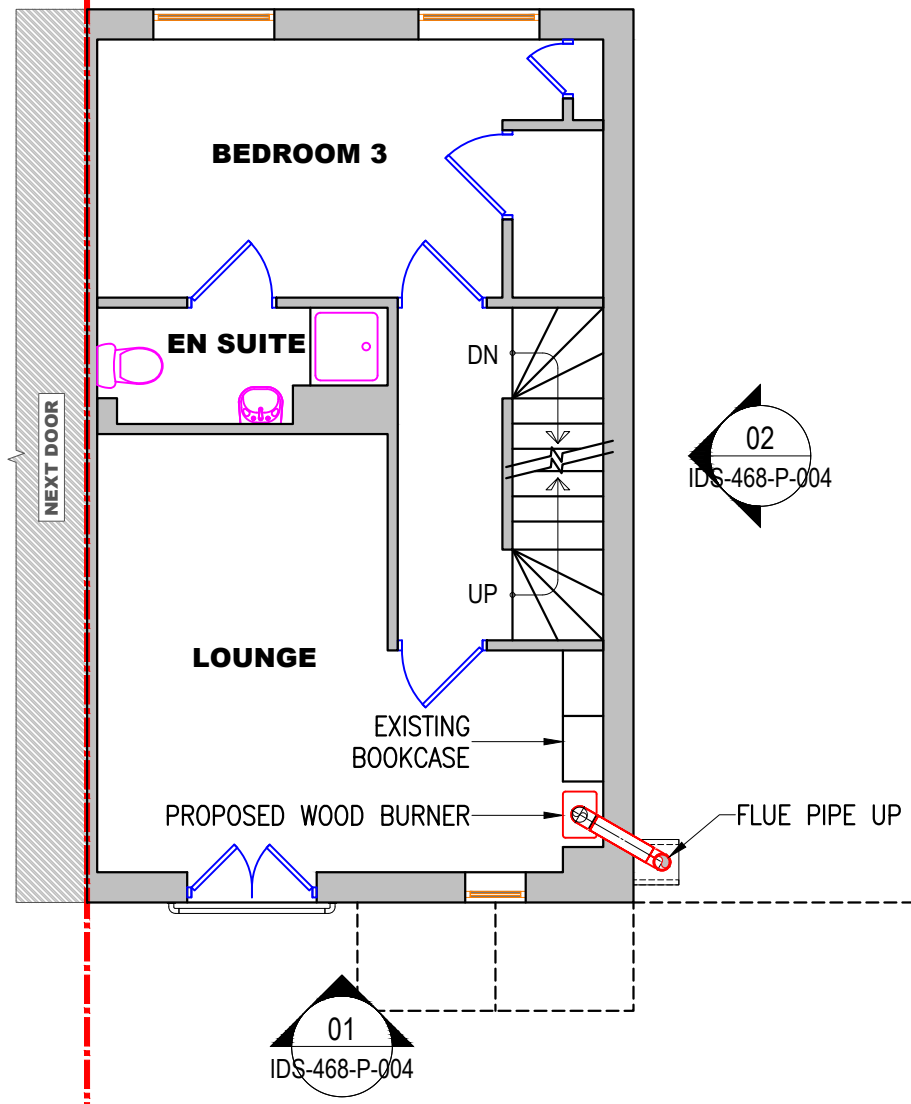 BEDROOM 3
EN SUITE
DN
NEXT DOOR
02
IDS-468-P-004
UP
LOUNGE
EXISTING
BOOKCASE
PROPOSED WOOD BURNER
FLUE PIPE UP
01
IDS-468-P-004